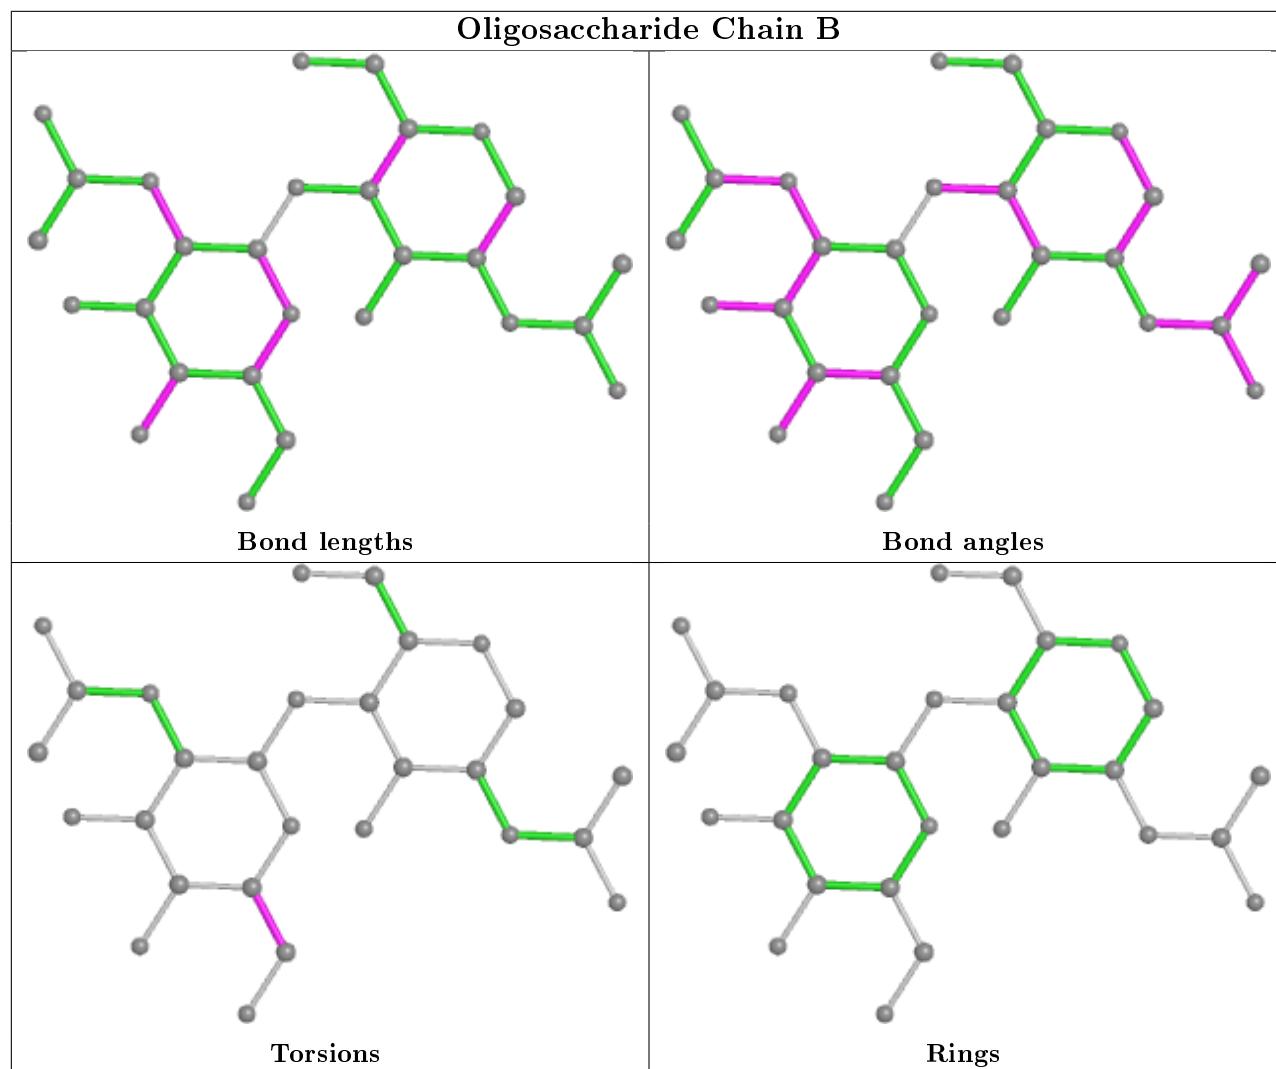 Oligosaccharide Chain B
Bond lengths
Bond angles
Torsions
Rings